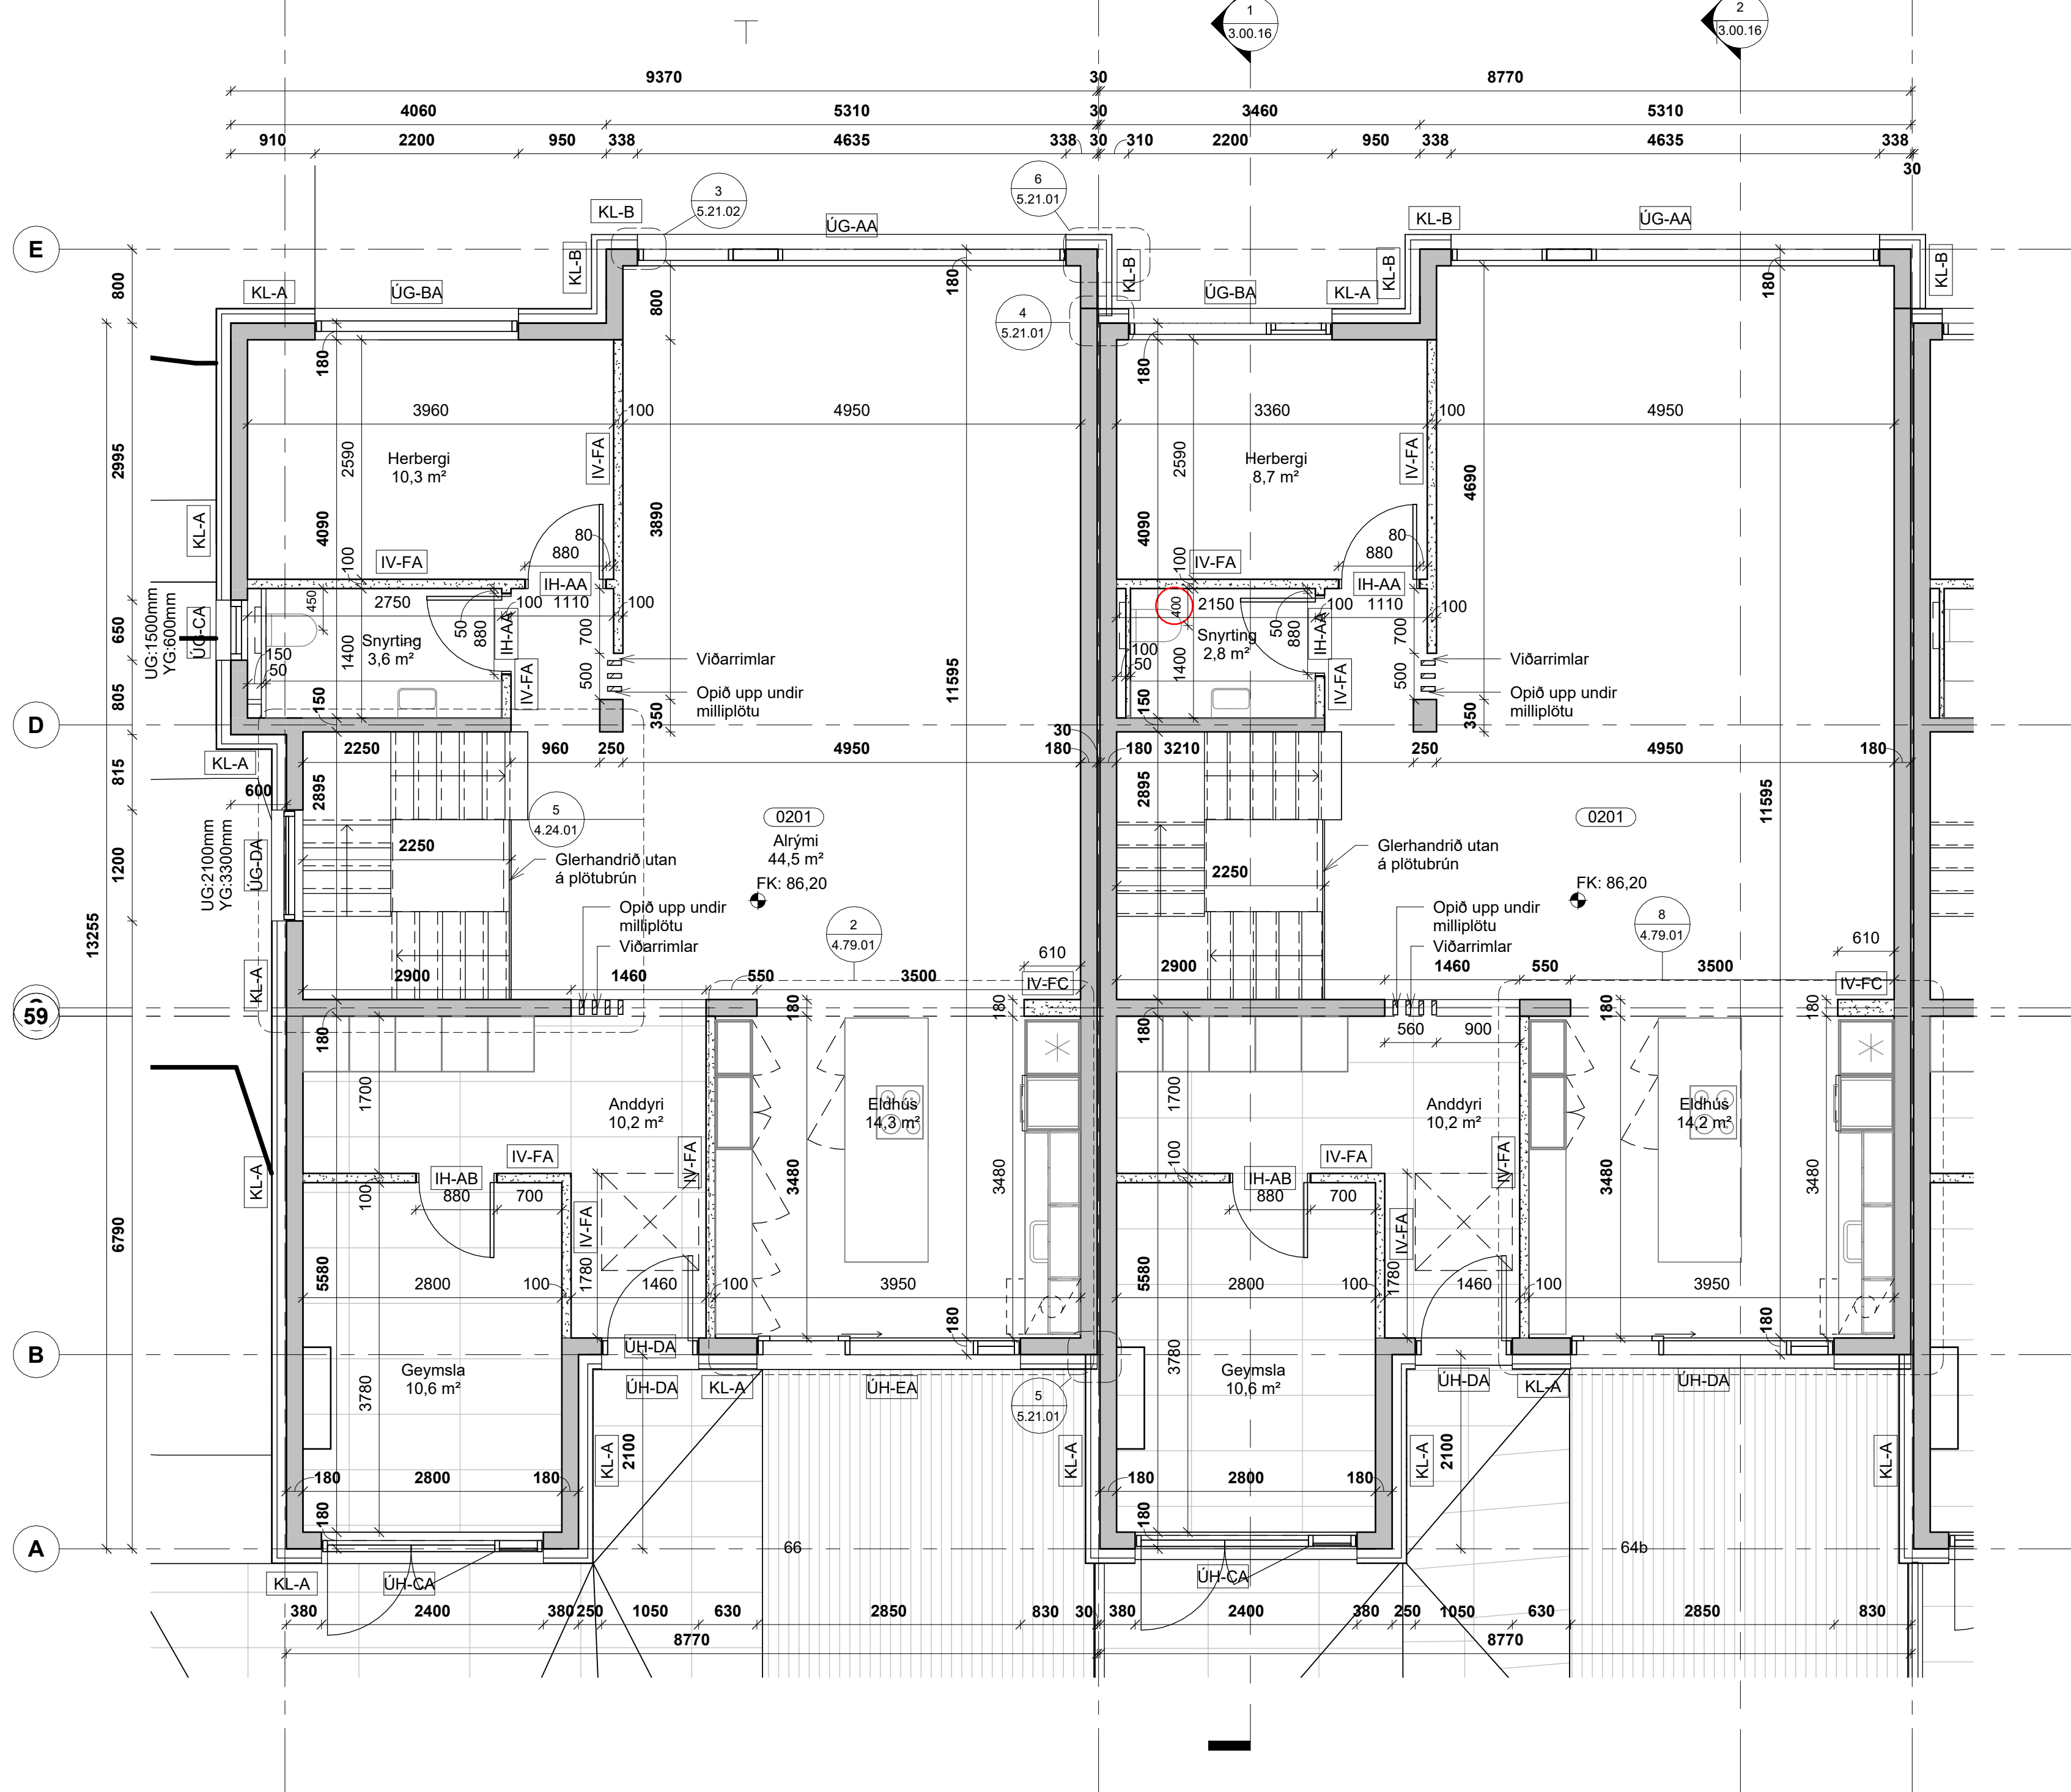 1
3.00.16
2
3.00.16
9370
30
8770
4060
5310
30
3460
5310
910
2200
950
338
4635
338
30
310
2200
950
338
4635
338
30
3
5.21.02
6
5.21.01
KL-B
ÚG-AA
KL-B
ÚG-AA
E
KL-B
KL-B
KL-B
KL-B
800
KL-A
ÚG-BA
800
180
4
5.21.01
ÚG-BA
KL-A
180
180
180
3960
100
4950
3360
100
4950
2995
2590
Herbergi
10,3 m²
IV-FA
4690
2590
Herbergi
8,7 m²
IV-FA
KL-A
4090
3890
4090
80
880
80
880
100
IV-FA
IH-AA
100
IV-FA
IH-AA
UG:1500mm
YG:600mm
ÚG-CA
650
450
2750
100
1110
100
400
2150
100
1110
100
50
880
IH-AA
700
50
880
IH-AA
700
Snyrting
3,6 m²
Snyrting
2,8 m²
1400
150
50
100
50
1400
Viðarrimlar
Viðarrimlar
500
500
IV-FA
IV-FA
Opið upp undir
milliplötu
Opið upp undir
milliplötu
805
11595
150
350
150
350
D
30
2250
960
250
4950
180
180
3210
250
4950
180
KL-A
815
600
2895
2895
11595
5
4.24.01
0201
Alrými
44,5 m²
FK: 86,20
0201
FK: 86,20
UG:2100mm
YG:3300mm
ÚG-DA
1200
2250
Glerhandrið utan
á plötubrún
2250
Glerhandrið utan
á plötubrún
13255
Opið upp undir
milliplötu
Viðarrimlar
2
4.79.01
Opið upp undir
milliplötu
Viðarrimlar
8
4.79.01
610
610
KL-A
2900
1460
550
3500
2900
1460
550
3500
IV-FC
IV-FC
59
180
180
180
180
560
900
180
180
1700
Anddyri
10,2 m²
Eldhús
14,3 m²
1700
Anddyri
10,2 m²
Eldhús
14,2 m²
KL-A
IV-FA
IV-FA
IV-FA
IV-FA
100
IH-AB
880
700
100
IH-AB
880
700
3480
3480
3480
3480
6790
IV-FA
IV-FA
5580
2800
100
1780
1460
100
3950
5580
2800
100
1780
1460
100
3950
180
180
B
ÚH-DA
ÚH-DA
KL-A
ÚH-EA
ÚH-DA
KL-A
ÚH-DA
3780
Geymsla
10,6 m²
5
5.21.01
3780
Geymsla
10,6 m²
KL-A
2100
KL-A
KL-A
2100
KL-A
180
2800
180
180
2800
180
180
180
A
66
64b
KL-A
ÚH-CA
ÚH-CA
380
2400
380
250
1050
630
2850
830
30
380
2400
380
250
1050
630
2850
830
8770
8770